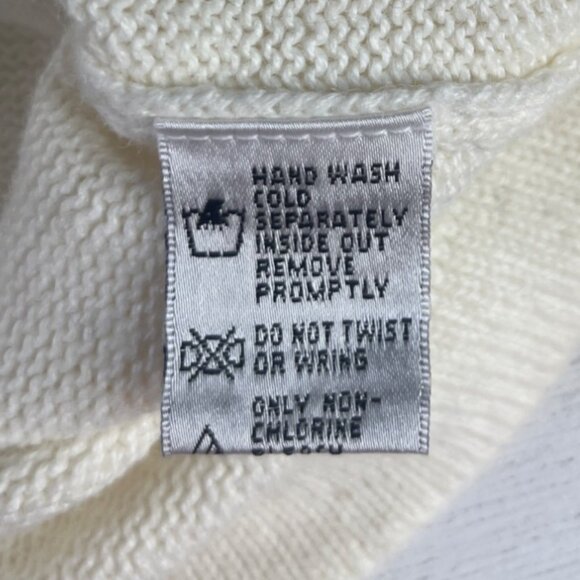 HAND WASH
COLD
SEPARATELY
INSIDE OUT
REMOVE
PROMPTLY
DO NOT TWIST
OR WRING
ONLY NON-
CHLORINE